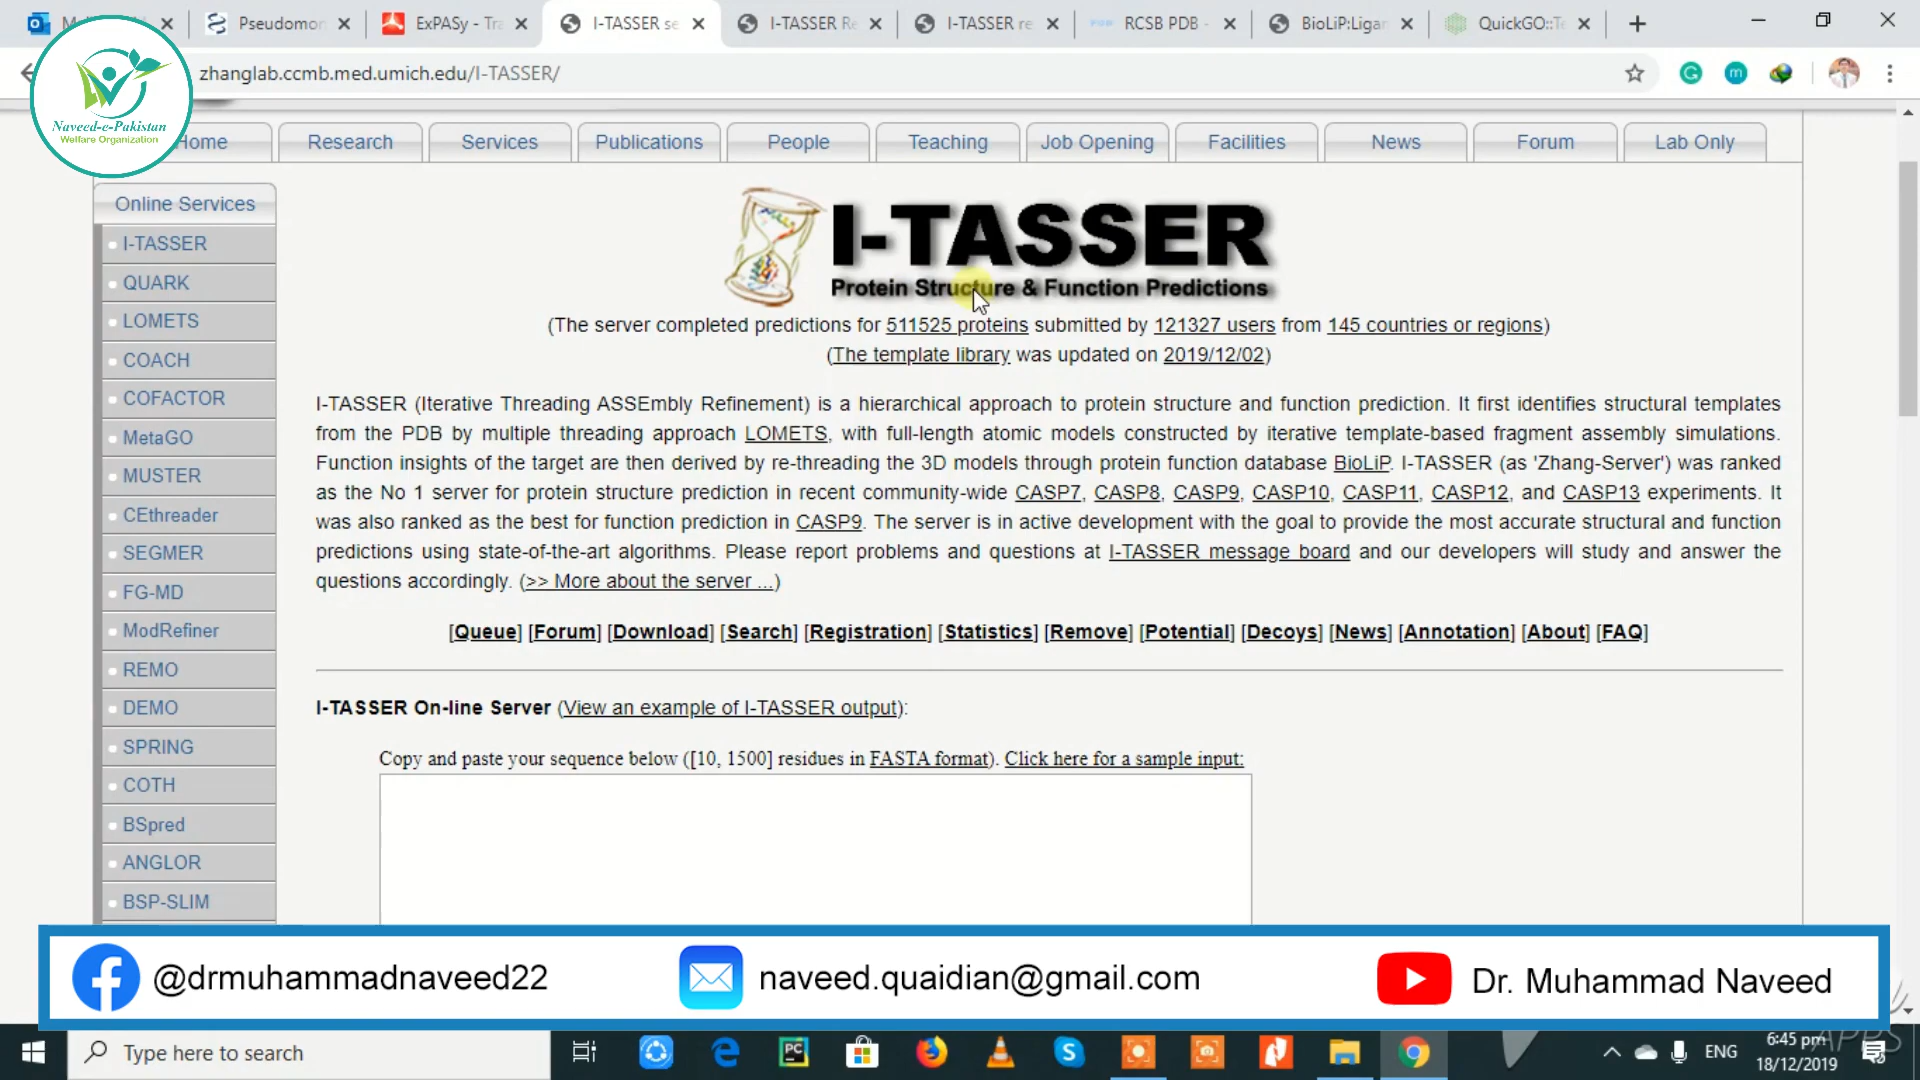 Pseudomon
ExPASy - Tra
I-TASSER se
I-TASSER Re
I-TASSER re
RCSB PDB -
BioLiP:Ligan
QuickGO::Te
zhanglab.ccmb.med.umich.edu/I-TASSER/
Naveed-e-Pakistan
Welfare Organization
Home
Research
Services
Publications
People
Teaching
Job Opening
Facilities
News
Forum
Lab Only
Online Services
I-TASSER
QUARK
LOMETS
COACH
COFACTOR
MetaGO
MUSTER
CEthreader
SEGMER
FG-MD
ModRefiner
REMO
DEMO
SPRING
COTH
BSpred
ANGLOR
BSP-SLIM
I-TASSER
Protein Structure & Function Predictions
(The server completed predictions for 511525 proteins submitted by 121327 users from 145 countries or regions)
(The template library was updated on 2019/12/02)
I-TASSER (Iterative Threading ASSEmbly Refinement) is a hierarchical approach to protein structure and function prediction. It first identifies structural templates
from the PDB by multiple threading approach LOMETS, with full-length atomic models constructed by iterative template-based fragment assembly simulations.
Function insights of the target are then derived by re-threading the 3D models through protein function database BioLiP. I-TASSER (as 'Zhang-Server') was ranked
as the No 1 server for protein structure prediction in recent community-wide CASP7, CASP8, CASP9, CASP10, CASP11, CASP12, and CASP13 experiments. It
was also ranked as the best for function prediction in CASP9. The server is in active development with the goal to provide the most accurate structural and function
predictions using state-of-the-art algorithms. Please report problems and questions at I-TASSER message board and our developers will study and answer the
questions accordingly. (>> More about the server ...)
[Queue] [Forum] [Download] [Search] [Registration] [Statistics] [Remove] [Potential] [Decoys] [News] [Annotation] [About] [FAQ]
I-TASSER On-line Server (View an example of I-TASSER output):
Copy and paste your sequence below ([10, 1500] residues in FASTA format). Click here for a sample input:
@drmuhammadnaveed22
naveed.quaidian@gmail.com
Dr. Muhammad Naveed
Type here to search
ENG
6:45 pm
18/12/2019
APPS